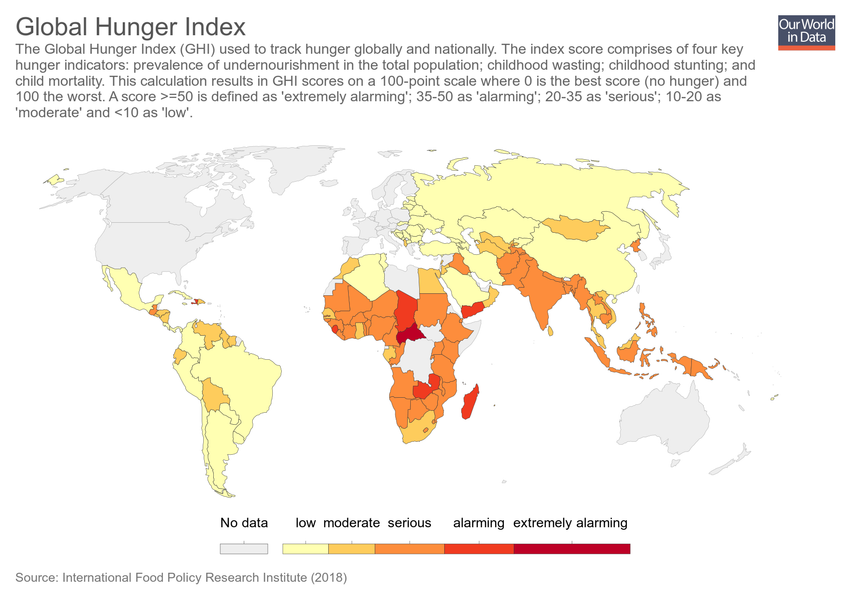 Global Hunger Index
Our World
in Data
The Global Hunger Index (GHI) used to track hunger globally and nationally. The index score comprises of four key
hunger indicators: prevalence of undernourishment in the total population; childhood wasting; childhood stunting; and
child mortality. This calculation results in GHI scores on a 100-point scale where 0 is the best score (no hunger) and
100 the worst. A score >=50 is defined as 'extremely alarming'; 35-50 as 'alarming'; 20-35 as 'serious'; 10-20 as
'moderate' and <10 as 'low'.
No data low moderate serious alarming extremely alarming
Source: International Food Policy Research Institute (2018)